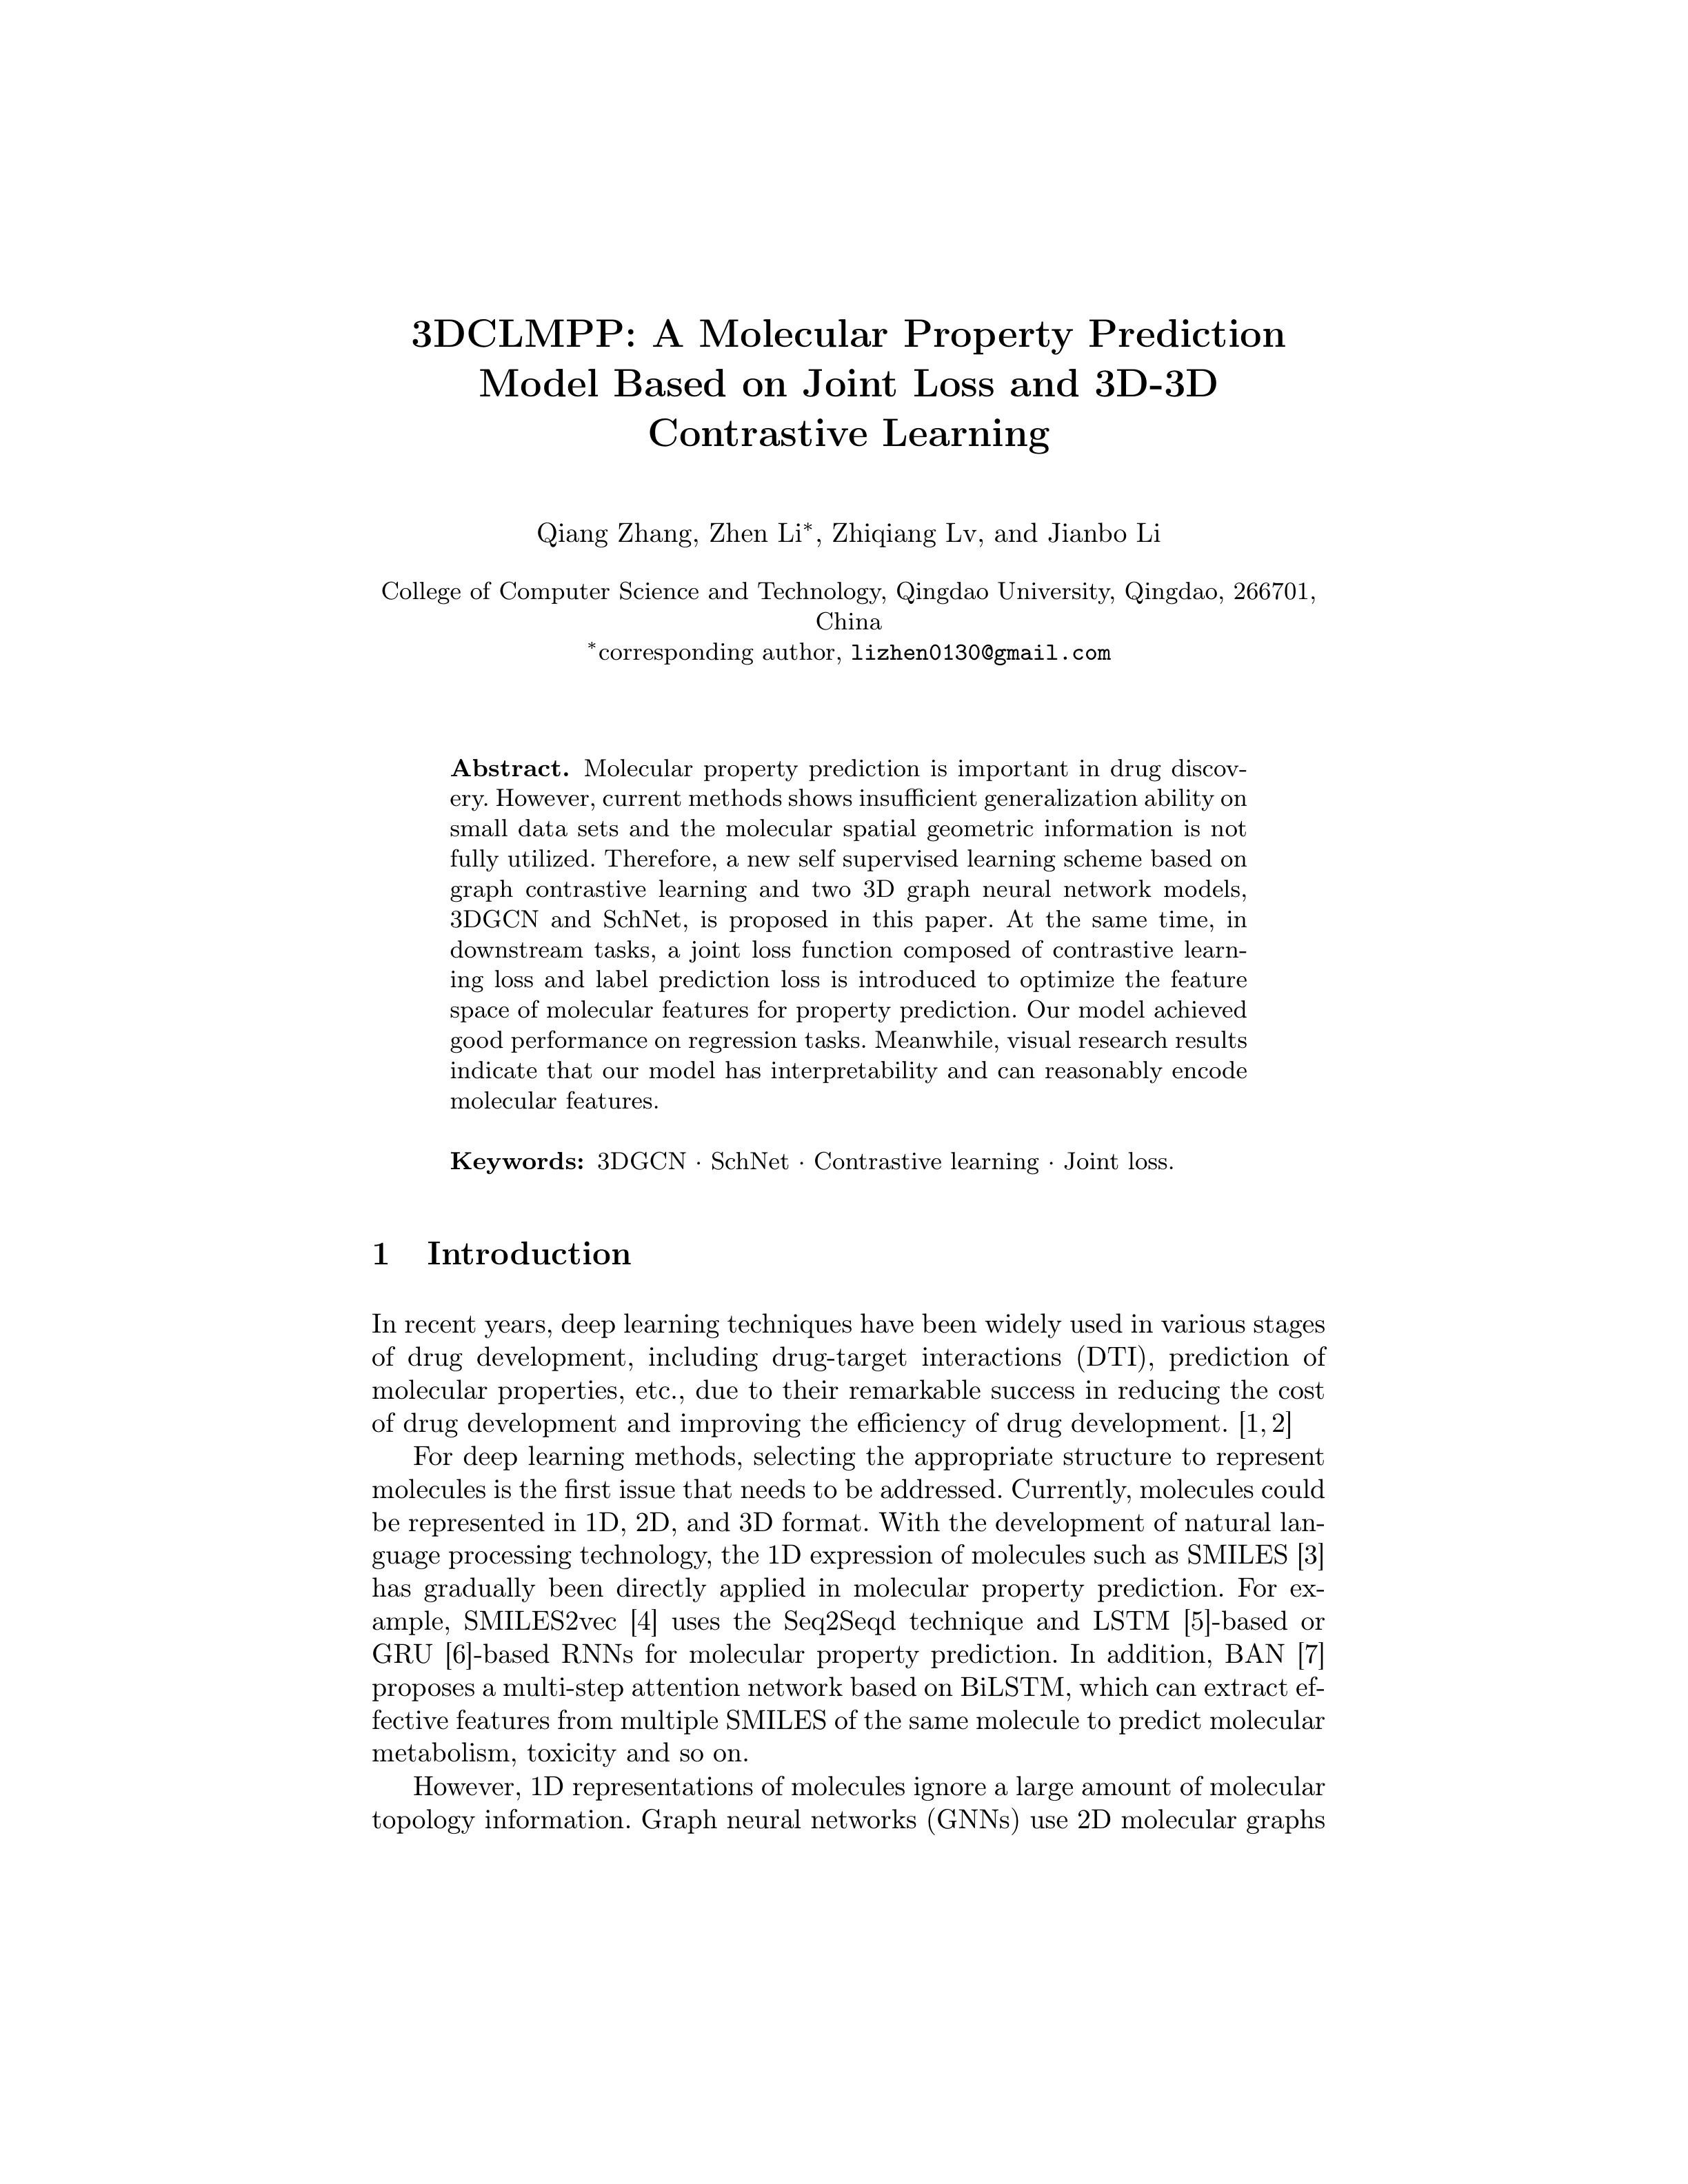 3DCLMPP: A Molecular Property Prediction
Model Based on Joint Loss and 3D-3D
Contrastive Learning
Qiang Zhang, Zhen Li*, Zhiqiang Lv, and Jianbo Li
College of Computer Science and Technology, Qingdao University, Qingdao, 266701,
China
*corresponding author, lizhen0130@gmail.com
Abstract. Molecular property prediction is important in drug discov-
ery. However, current methods shows insufficient generalization ability on
small data sets and the molecular spatial geometric information is not
fully utilized. Therefore, a new self supervised learning scheme based on
graph contrastive learning and two 3D graph neural network models,
3DGCN and SchNet, is proposed in this paper. At the same time, in
downstream tasks, a joint loss function composed of contrastive learn-
ing loss and label prediction loss is introduced to optimize the feature
space of molecular features for property prediction. Our model achieved
good performance on regression tasks. Meanwhile, visual research results
indicate that our model has interpretability and can reasonably encode
molecular features.
Keywords: 3DGCN · SchNet · Contrastive learning · Joint loss.
1 Introduction
In recent years, deep learning techniques have been widely used in various stages
of drug development, including drug-target interactions (DTI), prediction of
molecular properties, etc., due to their remarkable success in reducing the cost
of drug development and improving the efficiency of drug development. [1, 2]
For deep learning methods, selecting the appropriate structure to represent
molecules is the first issue that needs to be addressed. Currently, molecules could
be represented in 1D, 2D, and 3D format. With the development of natural lan-
guage processing technology, the 1D expression of molecules such as SMILES [3]
has gradually been directly applied in molecular property prediction. For ex-
ample, SMILES2vec [4] uses the Seq2Seqd technique and LSTM [5]-based or
GRU [6]-based RNNs for molecular property prediction. In addition, BAN [7]
proposes a multi-step attention network based on BiLSTM, which can extract ef-
fective features from multiple SMILES of the same molecule to predict molecular
metabolism, toxicity and so on.
However, 1D representations of molecules ignore a large amount of molecular
topology information. Graph neural networks (GNNs) use 2D molecular graphs